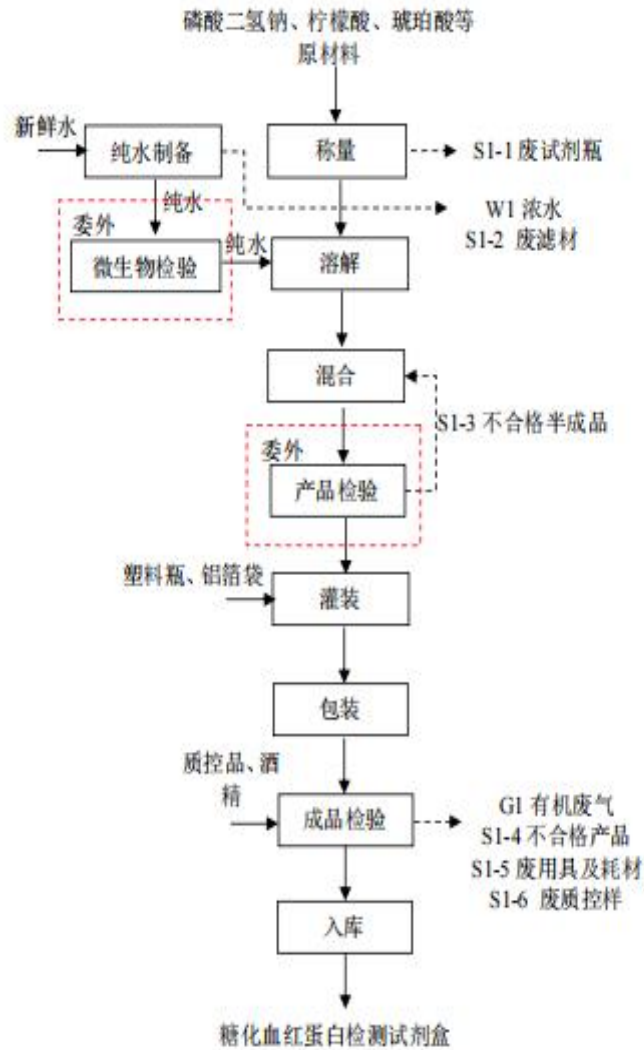 磷酸二氢钠、柠檬酸、琥珀酸等
原材料
新鲜水
纯水制备
称量
S1-1废试剂瓶
纯水
W1 浓水
S1-2 废滤材
委外
微生物检验
纯水
溶解
混合
S1-3 不合格半成品
委外
产品检验
塑料瓶、铝箔袋
灌装
包装
质控品、酒
精
成品检验
G1 有机废气
S1-4 不合格产品
S1-5 废用具及耗材
S1-6 废质控样
入库
糖化血红蛋白检测试剂盒